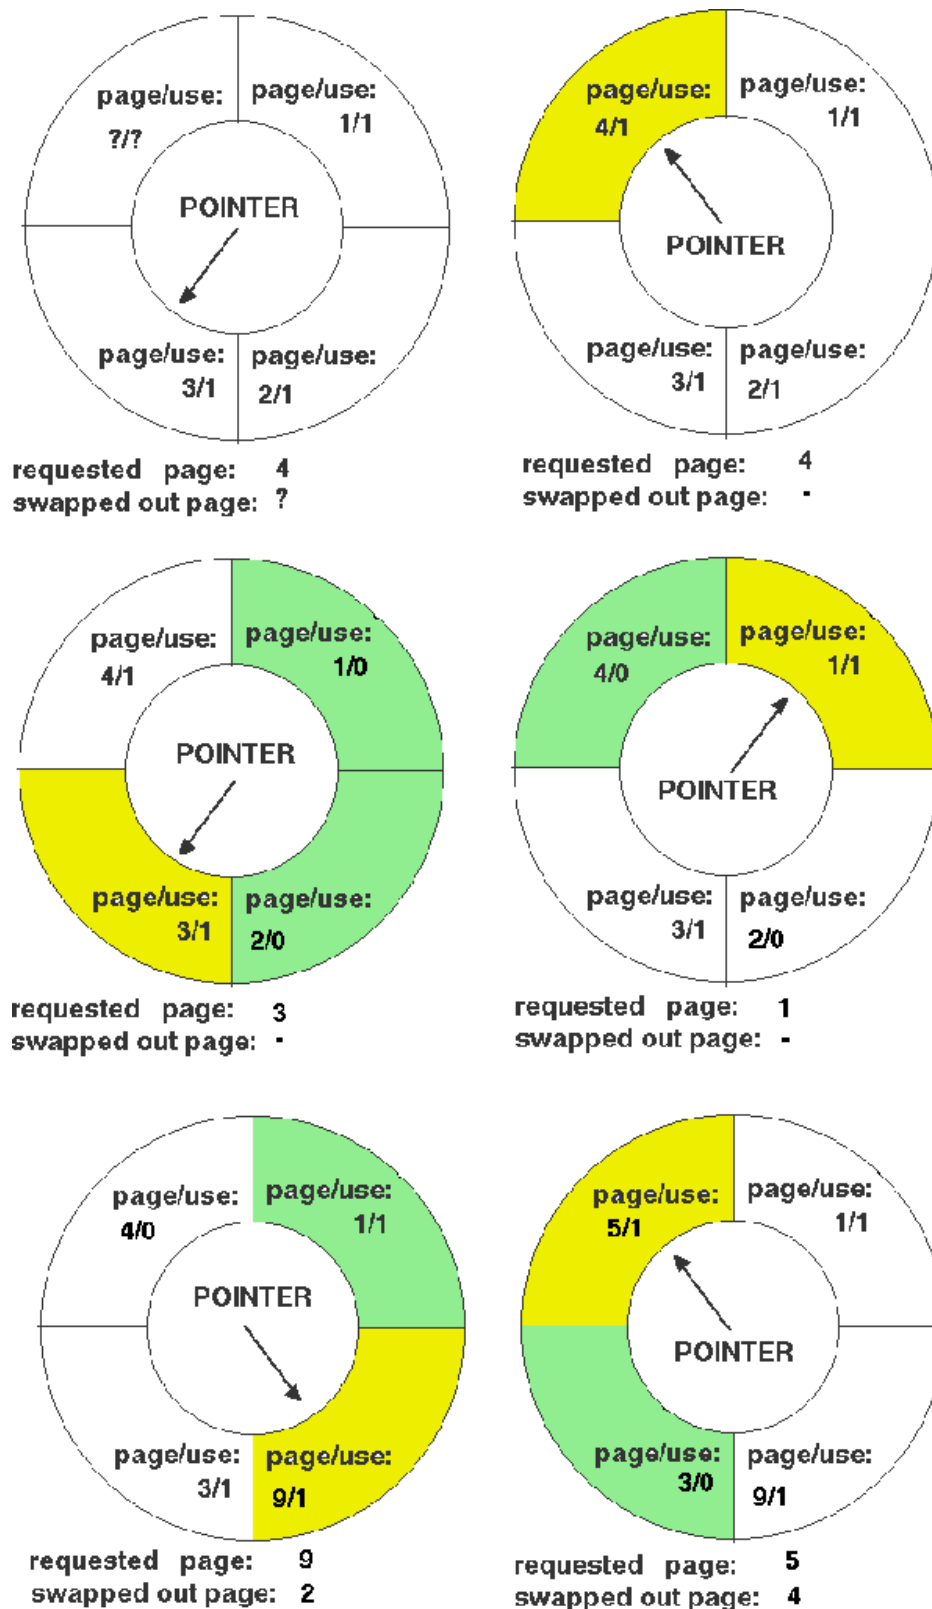 page/use: page/use:
?/? 1/1
POINTER
page/use: page/use:
3/1 2/1
requested page: 4
swapped out page: ?
page/use: page/use:
4/1 1/1
POINTER
page/use: page/use:
3/1 2/1
requested page: 4
swapped out page: -
page/use: page/use:
4/1 1/0
POINTER
page/use: page/use:
3/1 2/0
requested page: 3
swapped out page: -
page/use: page/use:
4/0 1/1
POINTER
page/use: page/use:
3/1 2/0
requested page: 1
swapped out page: -
page/use: page/use:
4/0 1/1
POINTER
page/use: page/use:
3/1 9/1
requested page: 9
swapped out page: 2
page/use: page/use:
5/1 1/1
POINTER
page/use: page/use:
3/0 9/1
requested page: 5
swapped out page: 4